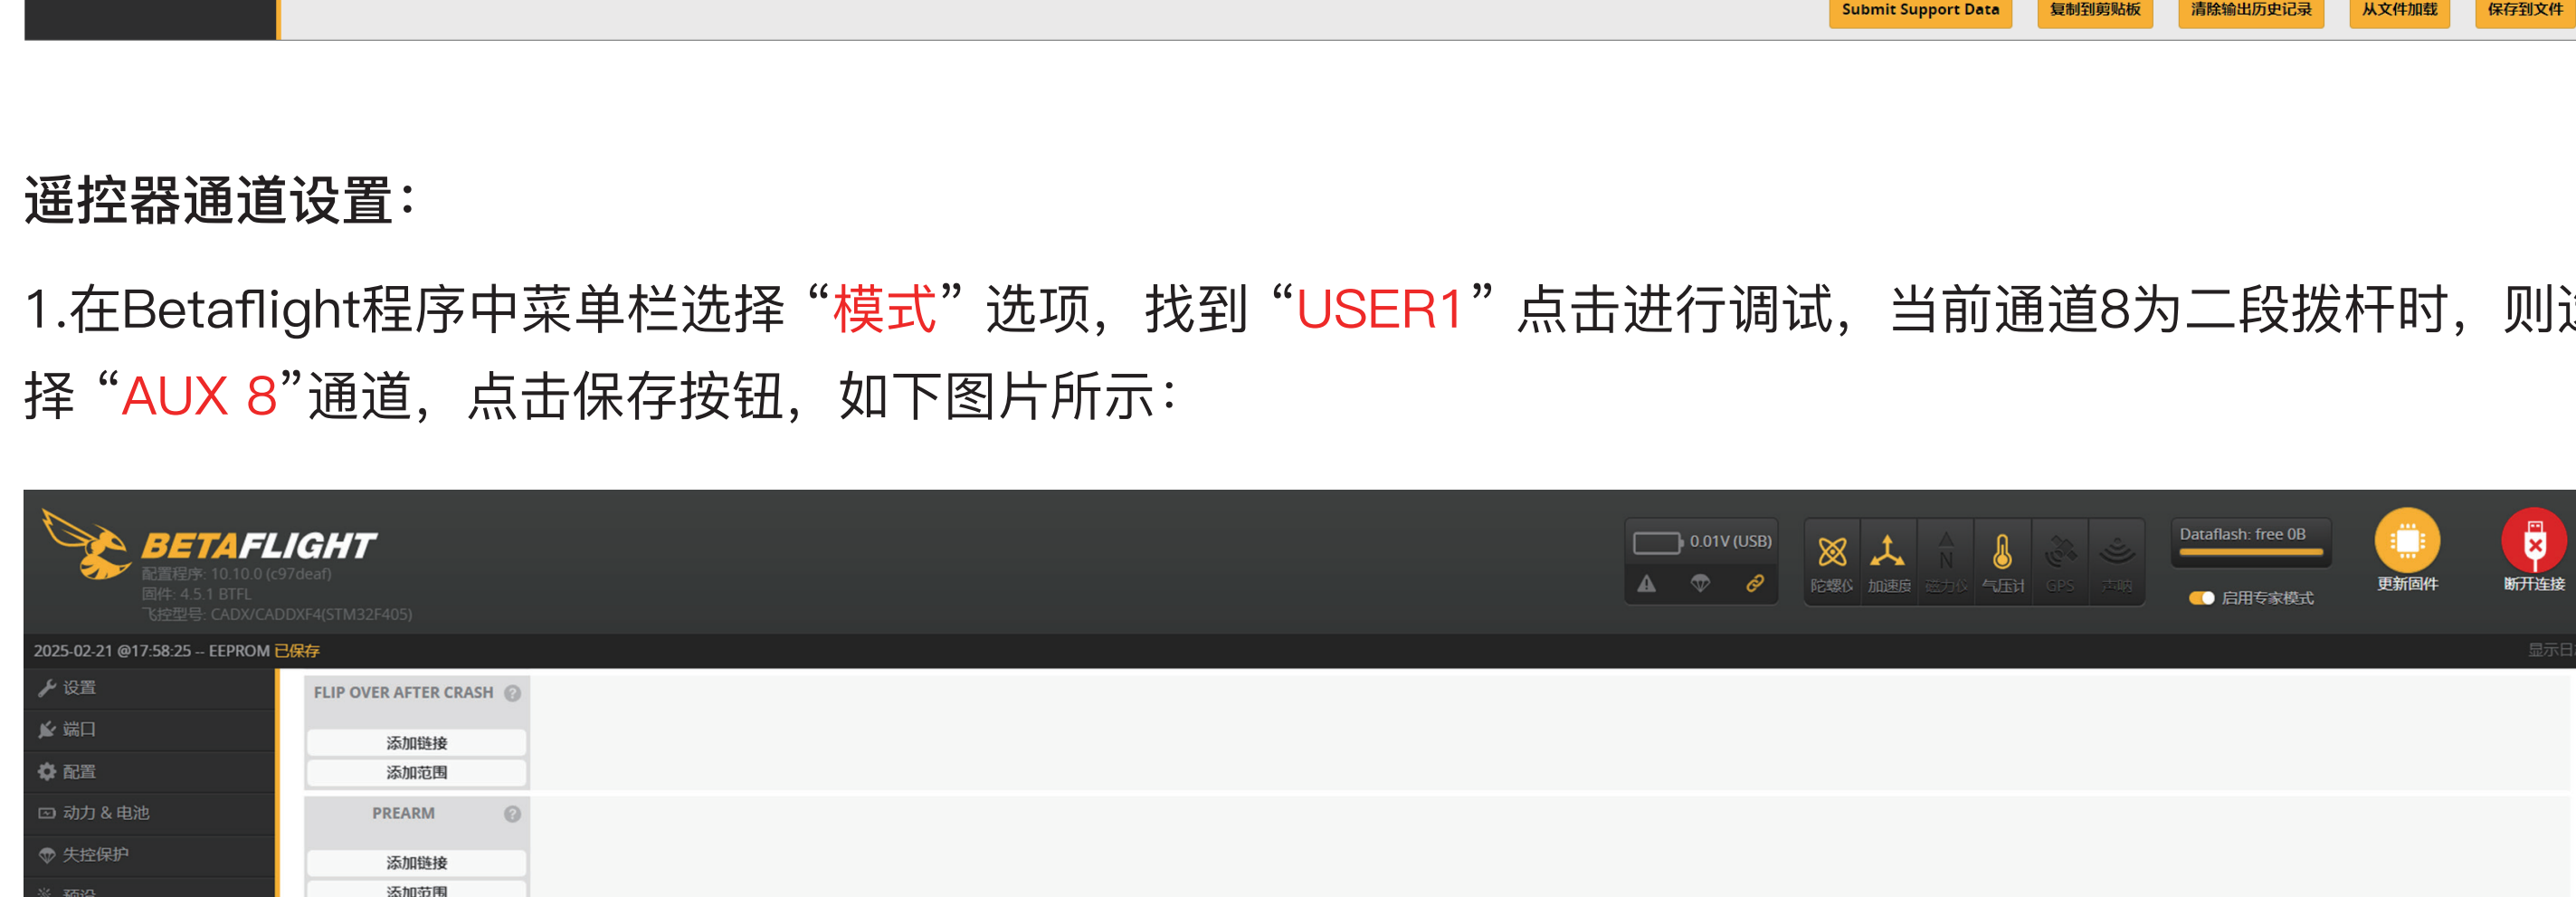 Submit Support Data 复制到剪贴板 清除输出历史记录 从文件加载 保存到文件
遥控器通道设置：
1.在Betaflight程序中菜单栏选择“模式”选项，找到“USER1”点击进行调试，当前通道8为二段拨杆时，则
择“AUX 8”通道，点击保存按钮，如下图片所示：
BETAFLIGHT
配置程序: 10.10.0 (c97deaf)
固件: 4.5.1 BTFL
飞控型号: CADX/CADDXF4(STM32F405)
0.01V (USB)
陀螺仪 加速度 磁力仪 气压计 GPS 声呐
Dataflash: free 0B
启用专家模式
更新固件
断开连接
2025-02-21 @17:58:25 -- EEPROM 已保存
显示日
设置
端口
配置
动力 & 电池
失控保护
预设
FLIP OVER AFTER CRASH
添加链接
添加范围
PREARM
添加链接
添加范围